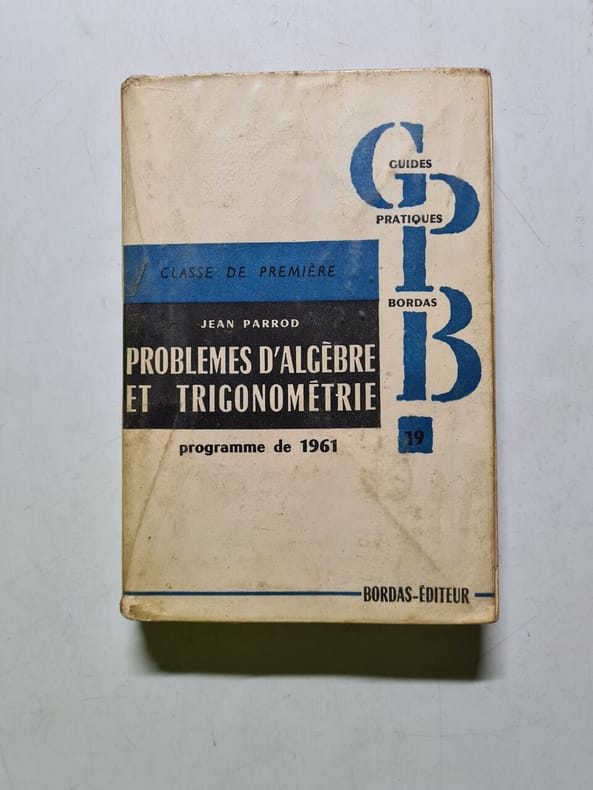 G
GUIDES
P
PRATIQUES
B
BORDAS
19
CLASSE DE PREMIÈRE
JEAN PARROD
PROBLEMES D'ALGÈBRE
ET TRIGONOMÉTRIE
programme de 1961
BORDAS-ÉDITEUR